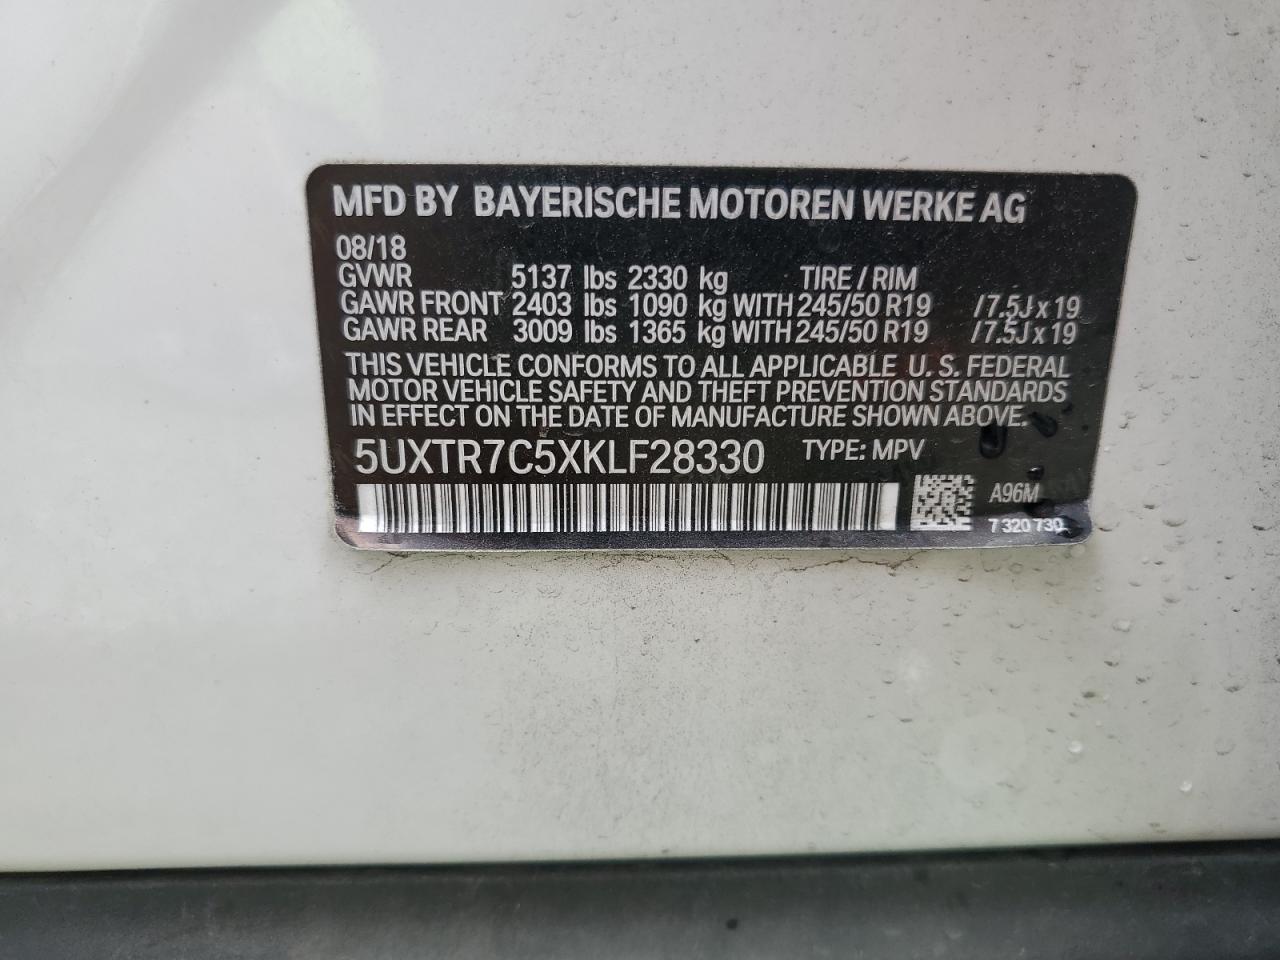 MFD BY BAYERISCHE MOTOREN WERKE AG
08/18
GVWR 5137 lbs 2330 kg TIRE / RIM
GAWR FRONT 2403 lbs 1090 kg WITH 245/50 R19 / 7.5J x 19
GAWR REAR 3009 lbs 1365 kg WITH 245/50 R19 / 7.5J x 19
THIS VEHICLE CONFORMS TO ALL APPLICABLE U. S. FEDERAL
MOTOR VEHICLE SAFETY AND THEFT PREVENTION STANDARDS
IN EFFECT ON THE DATE OF MANUFACTURE SHOWN ABOVE.
5UXTR7C5XKLF28330 TYPE: MPV
A96M
7 320 730